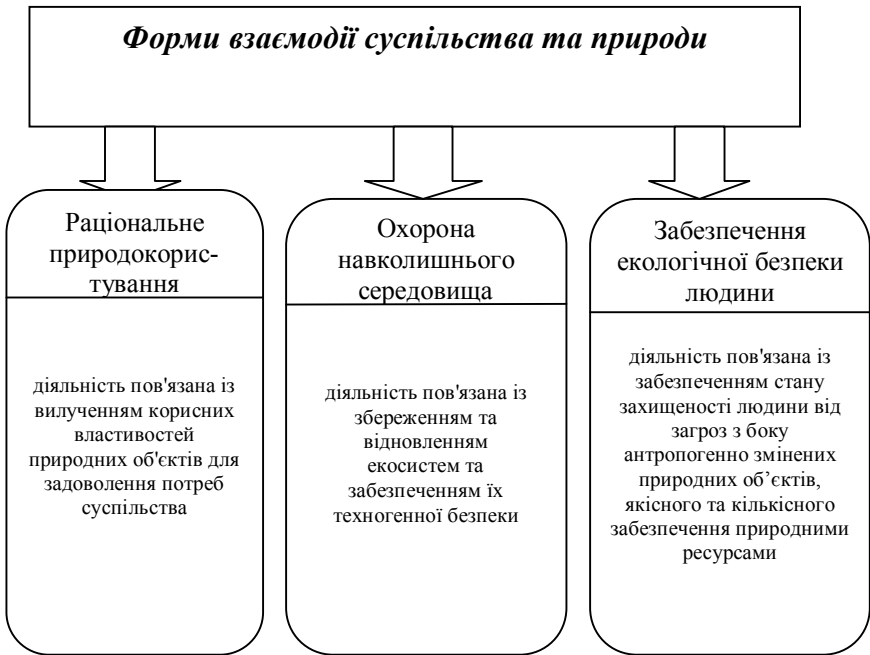 Форми взаємодії суспільства та природи
Раціональне
природокорис-
тування
діяльність пов'язана із
вилученням корисних
властивостей
природних об'єктів для
задоволення потреб
суспільства
Охорона
навколишнього
середовища
діяльність пов'язана із
збереженням та
відновленням
екосистем та
забезпеченням їх
техногенної безпеки
Забезпечення
екологічної безпеки
людини
діяльність пов'язана із
забезпеченням стану
захищеності людини від
загроз з боку
антропогенно змінених
природних об’єктів,
якісного та кількісного
забезпечення природними
ресурсами